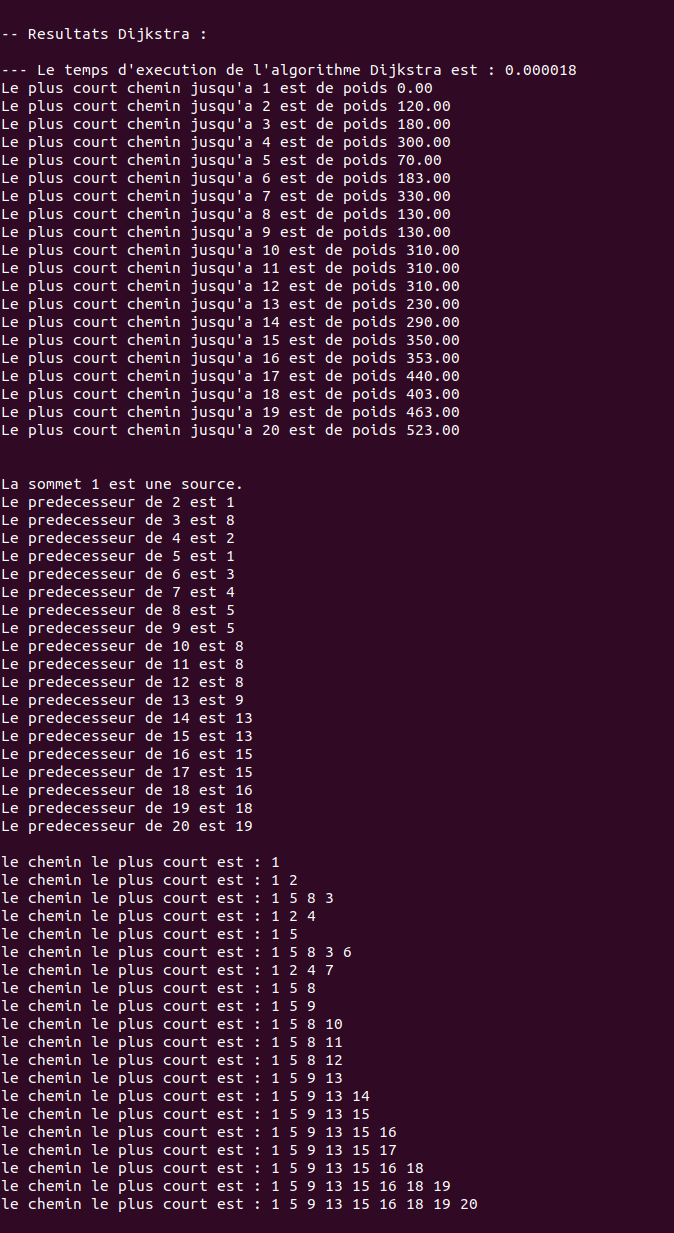 -- Resultats Dijkstra :
--- Le temps d'execution de l'algorithme Dijkstra est : 0.000018
Le plus court chemin jusqu'a 1 est de poids 0.00
Le plus court chemin jusqu'a 2 est de poids 120.00
Le plus court chemin jusqu'a 3 est de poids 180.00
Le plus court chemin jusqu'a 4 est de poids 300.00
Le plus court chemin jusqu'a 5 est de poids 70.00
Le plus court chemin jusqu'a 6 est de poids 183.00
Le plus court chemin jusqu'a 7 est de poids 330.00
Le plus court chemin jusqu'a 8 est de poids 130.00
Le plus court chemin jusqu'a 9 est de poids 130.00
Le plus court chemin jusqu'a 10 est de poids 310.00
Le plus court chemin jusqu'a 11 est de poids 310.00
Le plus court chemin jusqu'a 12 est de poids 310.00
Le plus court chemin jusqu'a 13 est de poids 230.00
Le plus court chemin jusqu'a 14 est de poids 290.00
Le plus court chemin jusqu'a 15 est de poids 350.00
Le plus court chemin jusqu'a 16 est de poids 353.00
Le plus court chemin jusqu'a 17 est de poids 440.00
Le plus court chemin jusqu'a 18 est de poids 403.00
Le plus court chemin jusqu'a 19 est de poids 463.00
Le plus court chemin jusqu'a 20 est de poids 523.00
La sommet 1 est une source.
Le predecesseur de 2 est 1
Le predecesseur de 3 est 8
Le predecesseur de 4 est 2
Le predecesseur de 5 est 1
Le predecesseur de 6 est 3
Le predecesseur de 7 est 4
Le predecesseur de 8 est 5
Le predecesseur de 9 est 5
Le predecesseur de 10 est 8
Le predecesseur de 11 est 8
Le predecesseur de 12 est 8
Le predecesseur de 13 est 9
Le predecesseur de 14 est 13
Le predecesseur de 15 est 13
Le predecesseur de 16 est 15
Le predecesseur de 17 est 15
Le predecesseur de 18 est 16
Le predecesseur de 19 est 18
Le predecesseur de 20 est 19
le chemin le plus court est : 1
le chemin le plus court est : 1 2
le chemin le plus court est : 1 5 8 3
le chemin le plus court est : 1 2 4
le chemin le plus court est : 1 5
le chemin le plus court est : 1 5 8 3 6
le chemin le plus court est : 1 2 4 7
le chemin le plus court est : 1 5 8
le chemin le plus court est : 1 5 9
le chemin le plus court est : 1 5 8 10
le chemin le plus court est : 1 5 8 11
le chemin le plus court est : 1 5 8 12
le chemin le plus court est : 1 5 9 13
le chemin le plus court est : 1 5 9 13 14
le chemin le plus court est : 1 5 9 13 15
le chemin le plus court est : 1 5 9 13 15 16
le chemin le plus court est : 1 5 9 13 15 17
le chemin le plus court est : 1 5 9 13 15 16 18
le chemin le plus court est : 1 5 9 13 15 16 18 19
le chemin le plus court est : 1 5 9 13 15 16 18 19 20